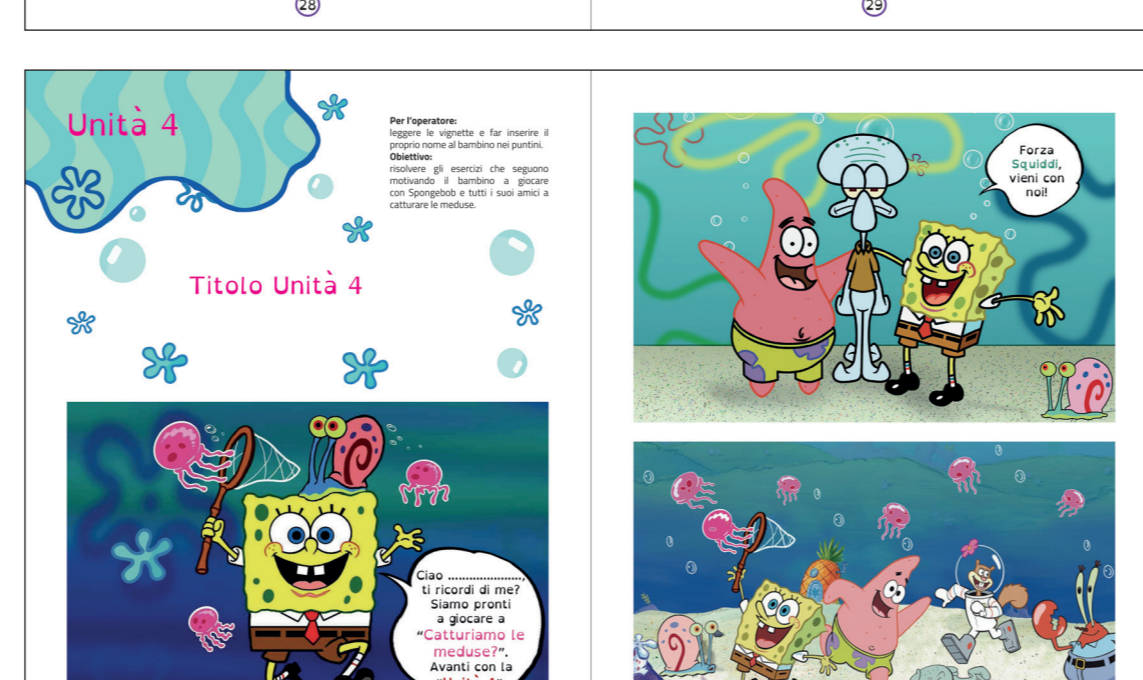 28
29
Unità 4
Per l'operatore:
leggere le vignette e far inserire il
proprio nome al bambino nei puntini.
Obiettivo:
risolvere gli esercizi che seguono
motivando il bambino a giocare
con Spongebob e tutti i suoi amici a
catturare le meduse.
Titolo Unità 4
Ciao ......................,
ti ricordi di me?
Siamo pronti
a giocare a
“Catturiamo le
meduse?”.
Avanti con la
Forza
Squiddi,
vieni con
noi!